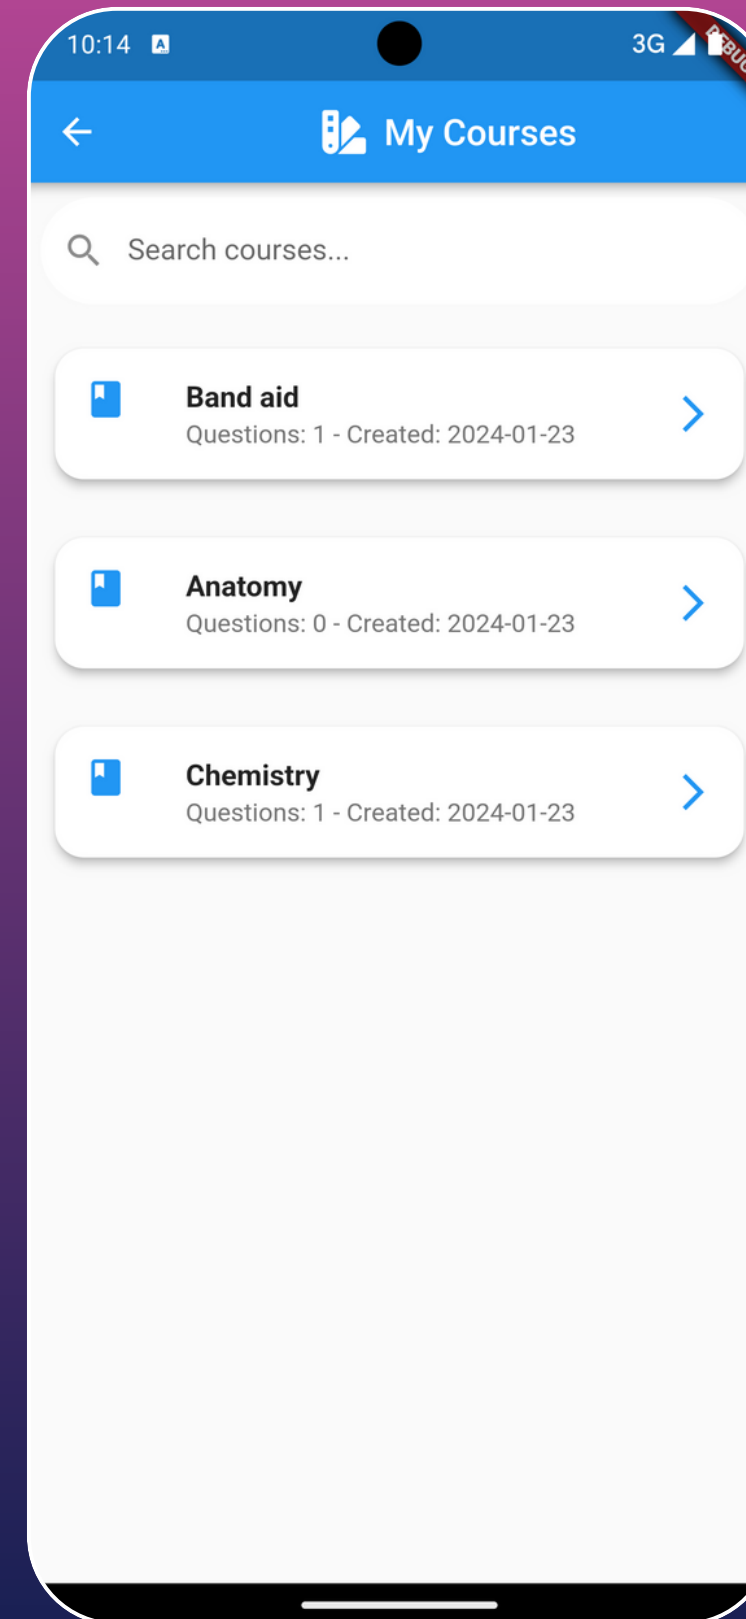 10:14 A 3G DEBUG
My Courses
Search courses...
Band aid
Questions: 1 - Created: 2024-01-23
Anatomy
Questions: 0 - Created: 2024-01-23
Chemistry
Questions: 1 - Created: 2024-01-23